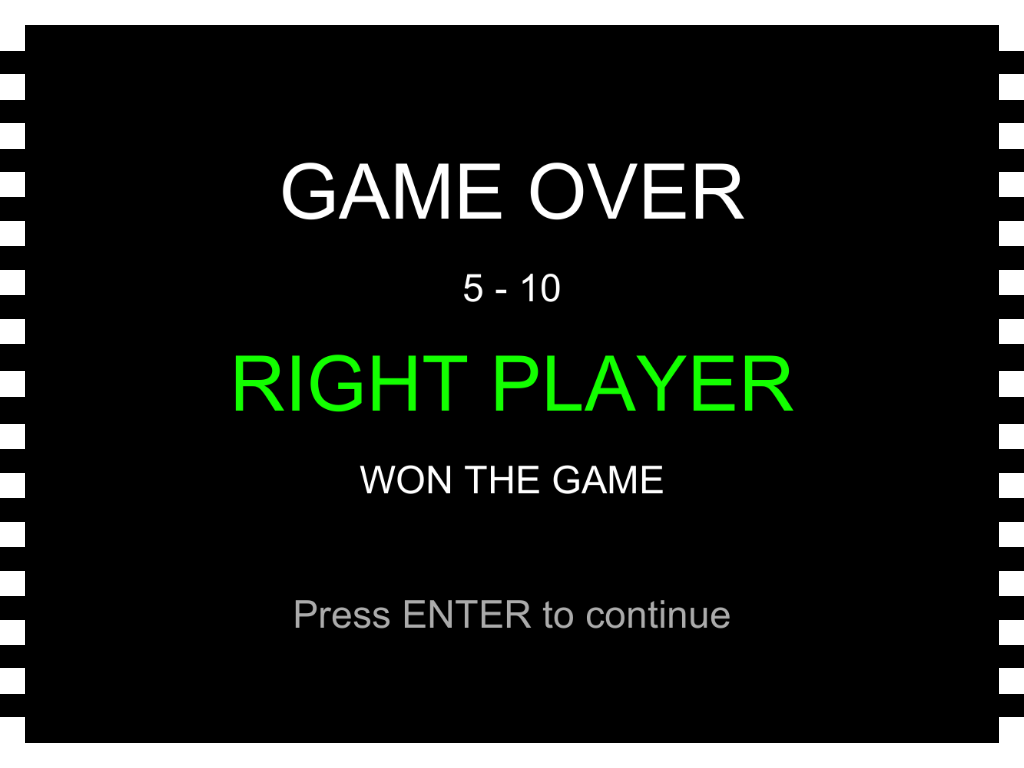 GAME OVER
5 - 10
RIGHT PLAYER
WON THE GAME
Press ENTER to continue